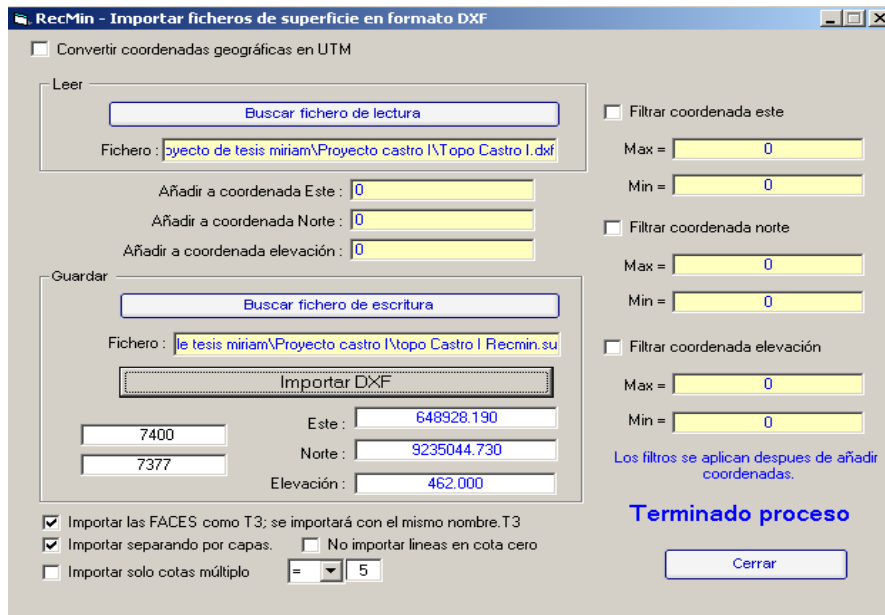 RecMin - Importar ficheros de superficie en formato DXF
Convertir coordenadas geográficas en UTM
Leer
Buscar fichero de lectura
Fichero : oyecto de tesis miriam\Proyecto castro I\Topo Castro I.dxf
Añadir a coordenada Este : 0
Añadir a coordenada Norte : 0
Añadir a coordenada elevación : 0
Guardar
Buscar fichero de escritura
Fichero : le tesis miriam\Proyecto castro I\topo Castro I Recmin.su
Importar DXF
7400
7377
Este : 648928.190
Norte : 9235044.730
Elevación : 462.000
Importar las FACES como T3; se importará con el mismo nombre.T3
Importar separando por capas. No importar lineas en cota cero
Importar solo cotas múltiplo = 5
Filtrar coordenada este
Max = 0
Min = 0
Filtrar coordenada norte
Max = 0
Min = 0
Filtrar coordenada elevación
Max = 0
Min = 0
Los filtros se aplican despues de añadir
coordenadas.
Terminado proceso
Cerrar